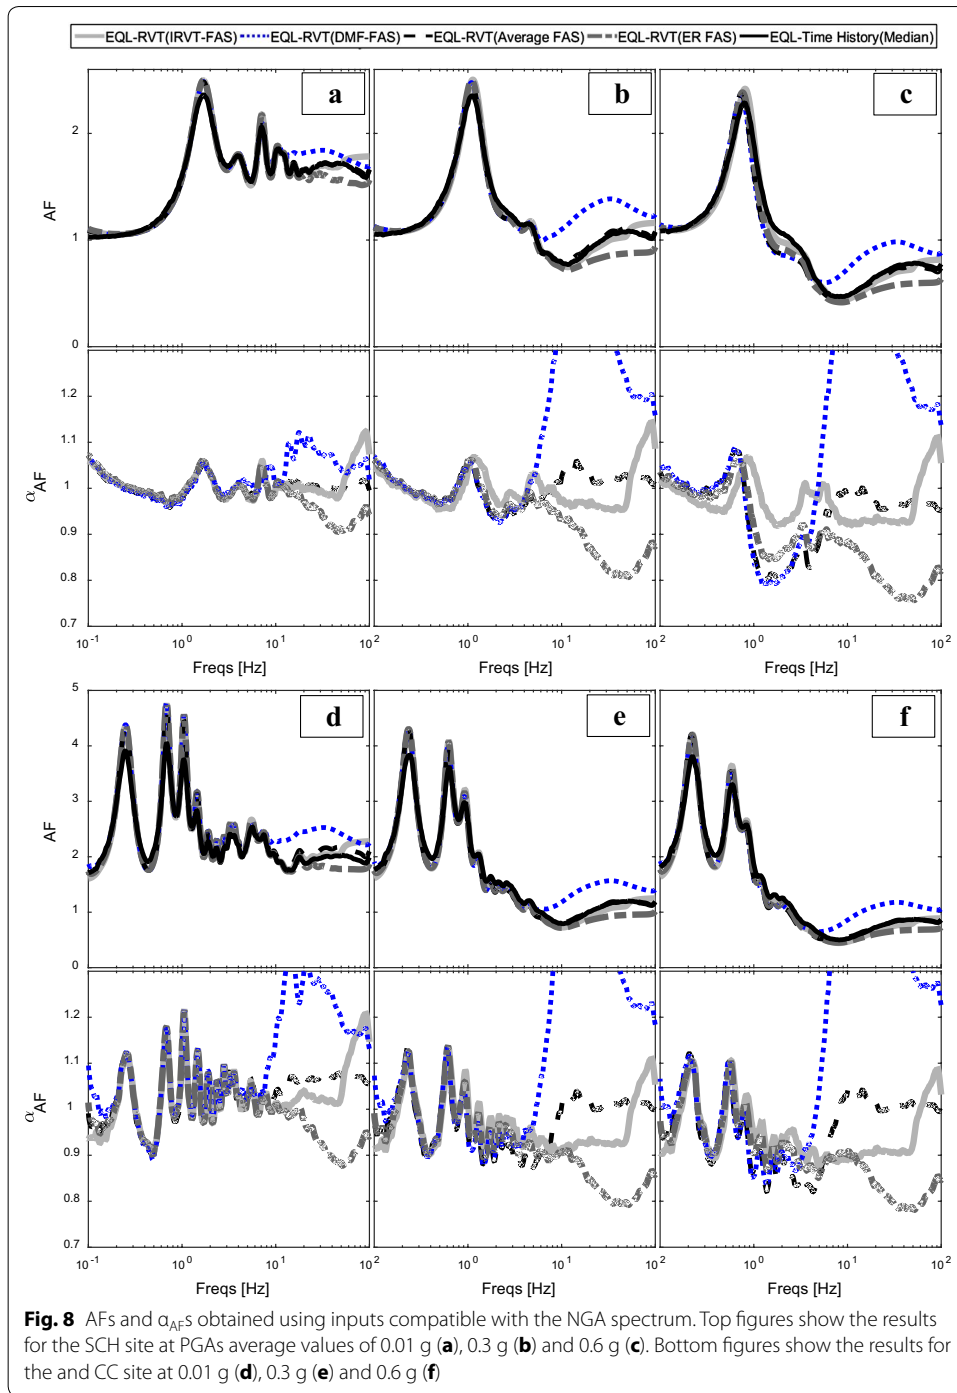 EQL-RVT(IRVT-FAS) EQL-RVT(DMF-FAS) EQL-RVT(Average FAS) EQL-RVT(ER FAS) EQL-Time History(Median)
a b c
2
1
0
AF
1.2
1.1
1
0.9
0.8
0.7
αAF
10-1 100 101 102 100 101 102 100 101 102
Freqs [Hz] Freqs [Hz] Freqs [Hz]
d e f
5
4
3
2
1
0
AF
1.2
1.1
1
0.9
0.8
0.7
αAF
10-1 100 101 102 100 101 102 100 101 102
Freqs [Hz] Freqs [Hz] Freqs [Hz]
Fig. 8 AFs and αAFs obtained using inputs compatible with the NGA spectrum. Top figures show the results
for the SCH site at PGAs average values of 0.01 g (a), 0.3 g (b) and 0.6 g (c). Bottom figures show the results for
the and CC site at 0.01 g (d), 0.3 g (e) and 0.6 g (f)